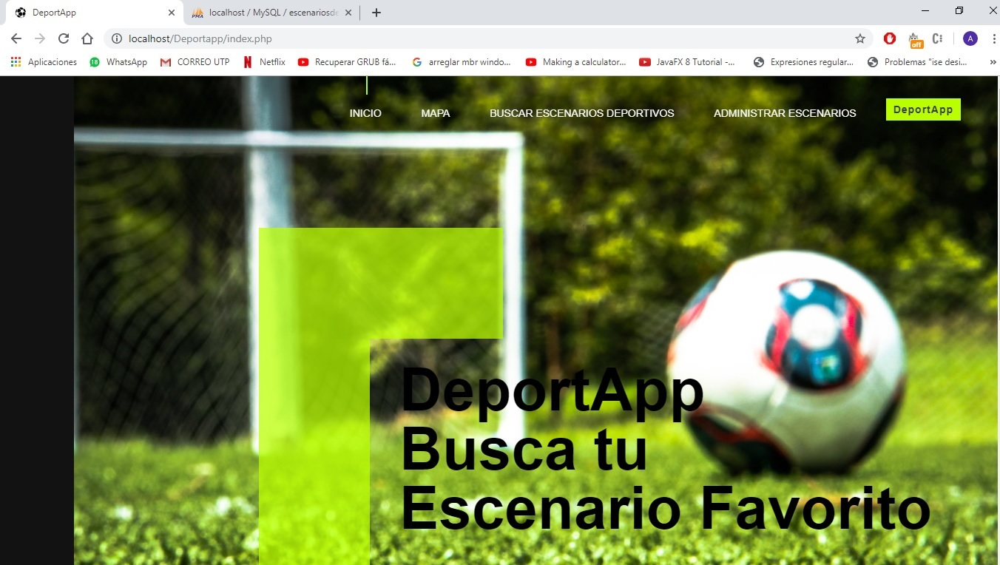 DeportApp
localhost / MySQL / escenariosde
localhost/Deportapp/index.php
A
off
Aplicaciones
18
WhatsApp
CORREO UTP
Netflix
Recuperar GRUB fá...
arreglar mbr windo...
Making a calculator...
JavaFX 8 Tutorial -...
Expresiones regular...
Problemas "ise desi...
INICIO
MAPA
BUSCAR ESCENARIOS DEPORTIVOS
ADMINISTRAR ESCENARIOS
DeportApp
DeportApp
Busca tu
Escenario Favorito